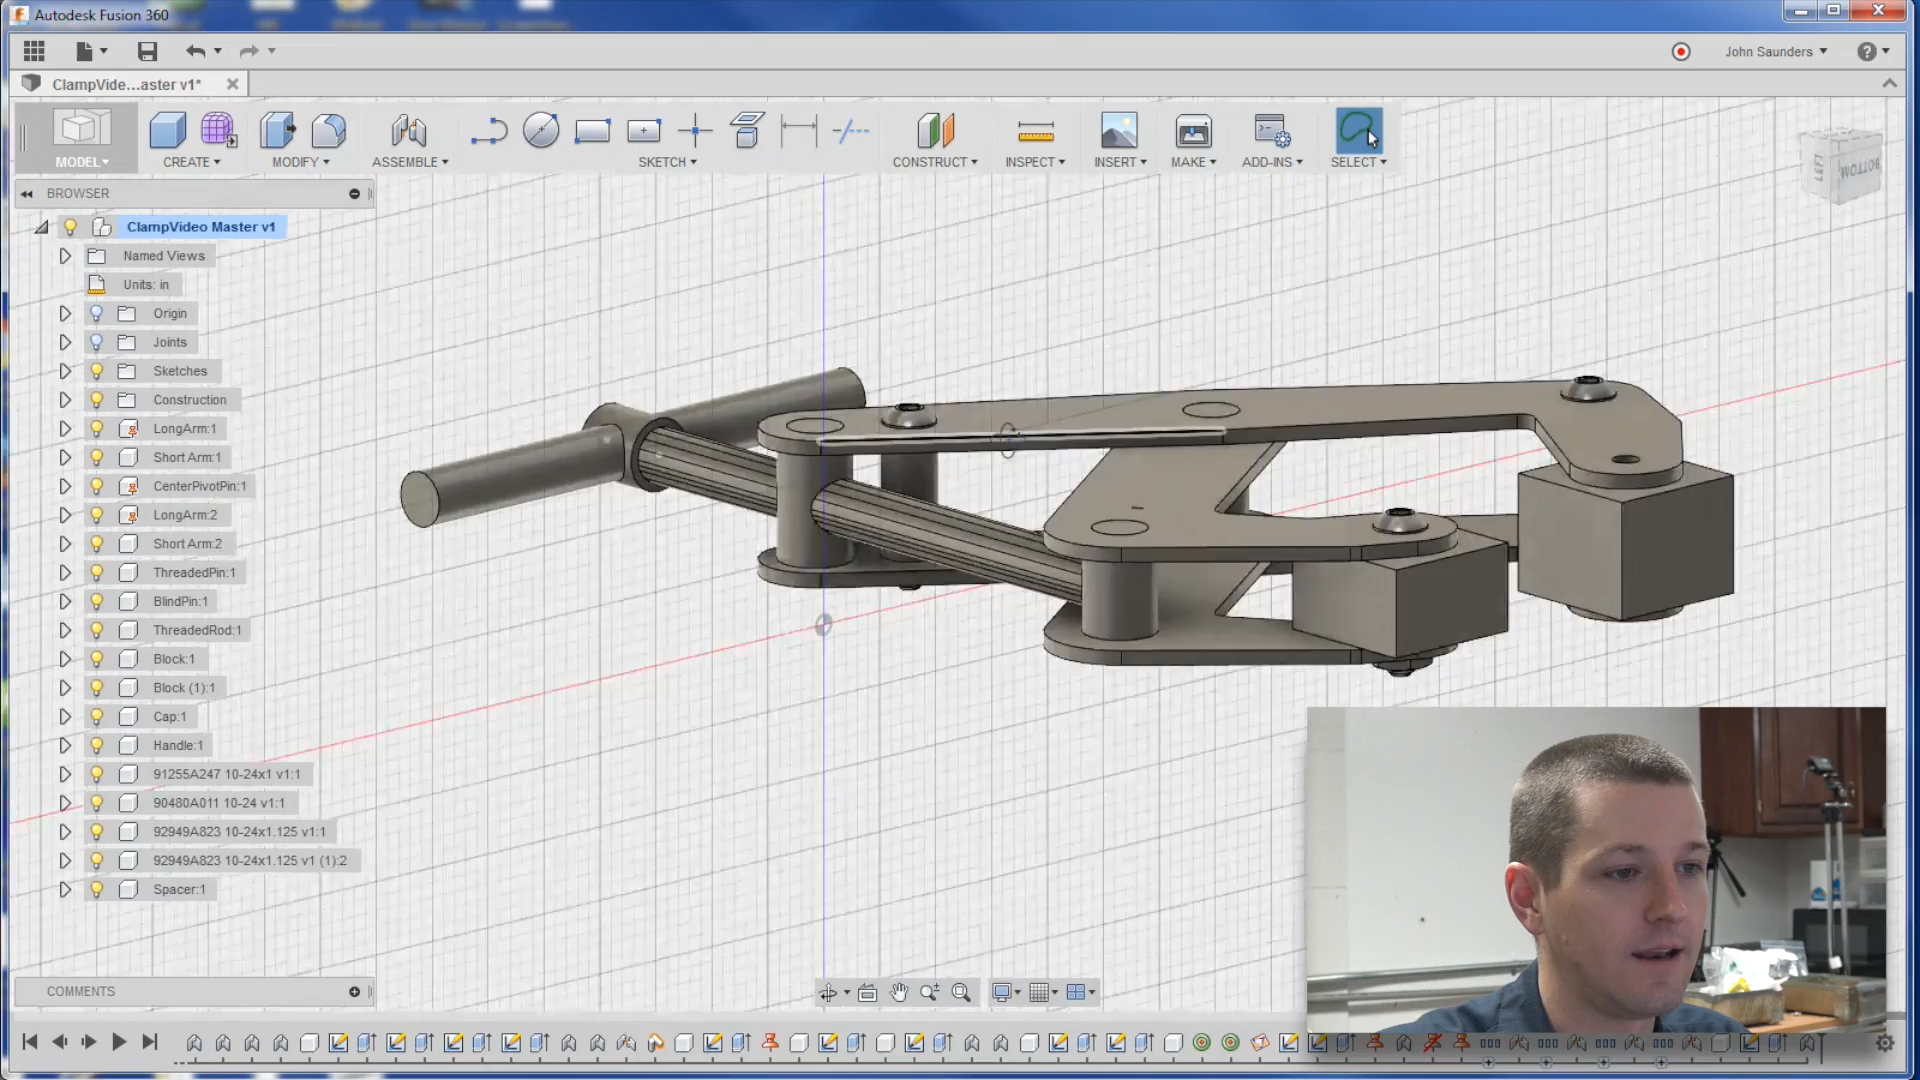 Autodesk Fusion 360
John Saunders
ClampVide...aster v1*
MODEL
CREATE
MODIFY
ASSEMBLE
SKETCH
CONSTRUCT
INSPECT
INSERT
MAKE
ADD-INS
SELECT
LEFT
BOTTOM
BROWSER
ClampVideo Master v1
Named Views
Units: in
Origin
Joints
Sketches
Construction
LongArm:1
Short Arm:1
CenterPivotPin:1
LongArm:2
Short Arm:2
ThreadedPin:1
BlindPin:1
ThreadedRod:1
Block:1
Block (1):1
Cap:1
Handle:1
91255A247 10-24x1 v1:1
90480A011 10-24 v1:1
92949A823 10-24x1.125 v1:1
92949A823 10-24x1.125 v1 (1):2
Spacer:1
COMMENTS